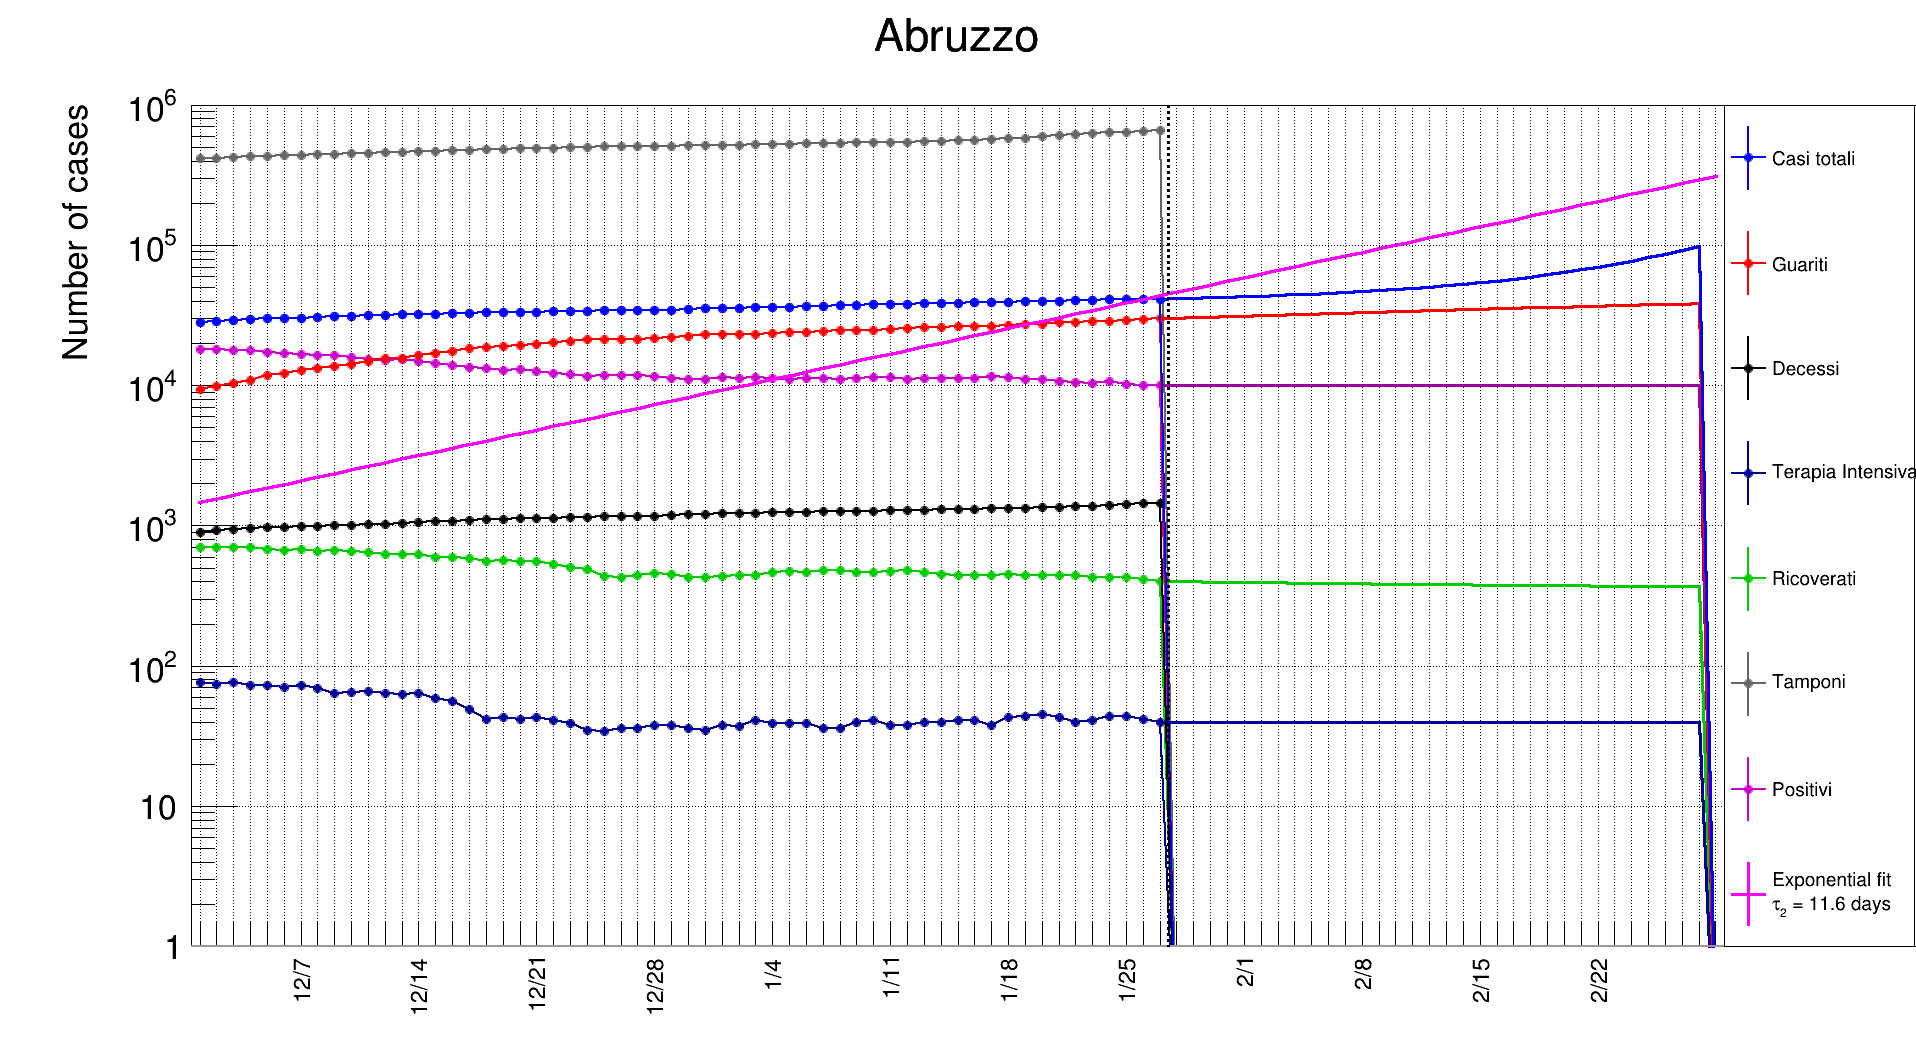 Abruzzo
Number of cases
10^6
10^5
10^4
10^3
10^2
10
1
12/7
12/14
12/21
12/28
1/4
1/11
1/18
1/25
2/1
2/8
2/15
2/22
Casi totali
Guariti
Decessi
Terapia Intensiva
Ricoverati
Tamponi
Positivi
Exponential fit
τ_2 = 11.6 days